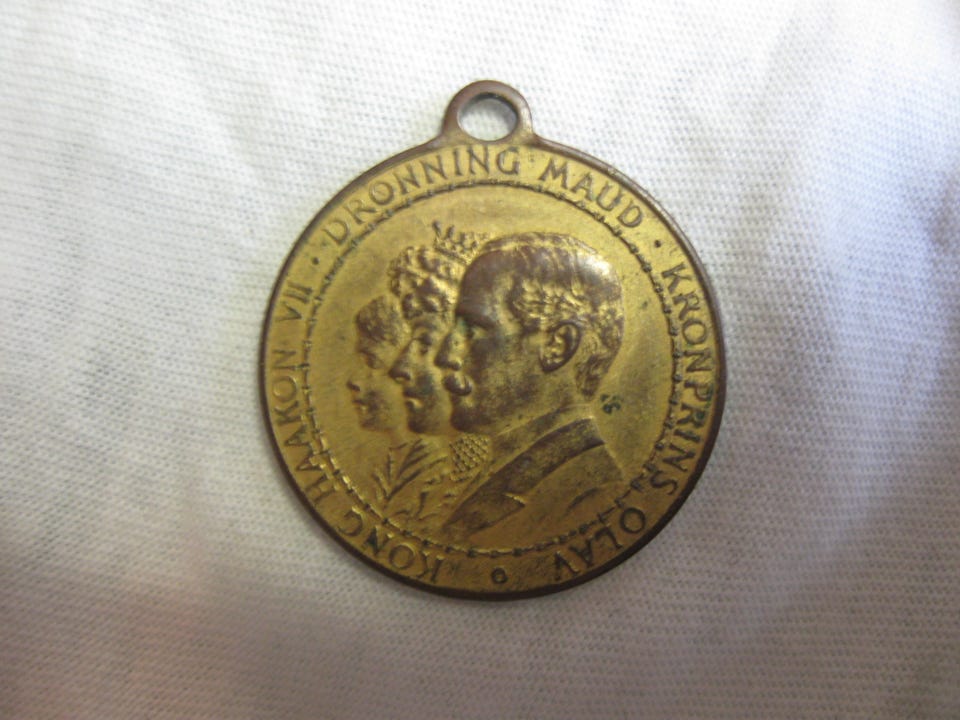 KONG HAAKON VII · DRONNING MAUD · KRONPRINS OLAV